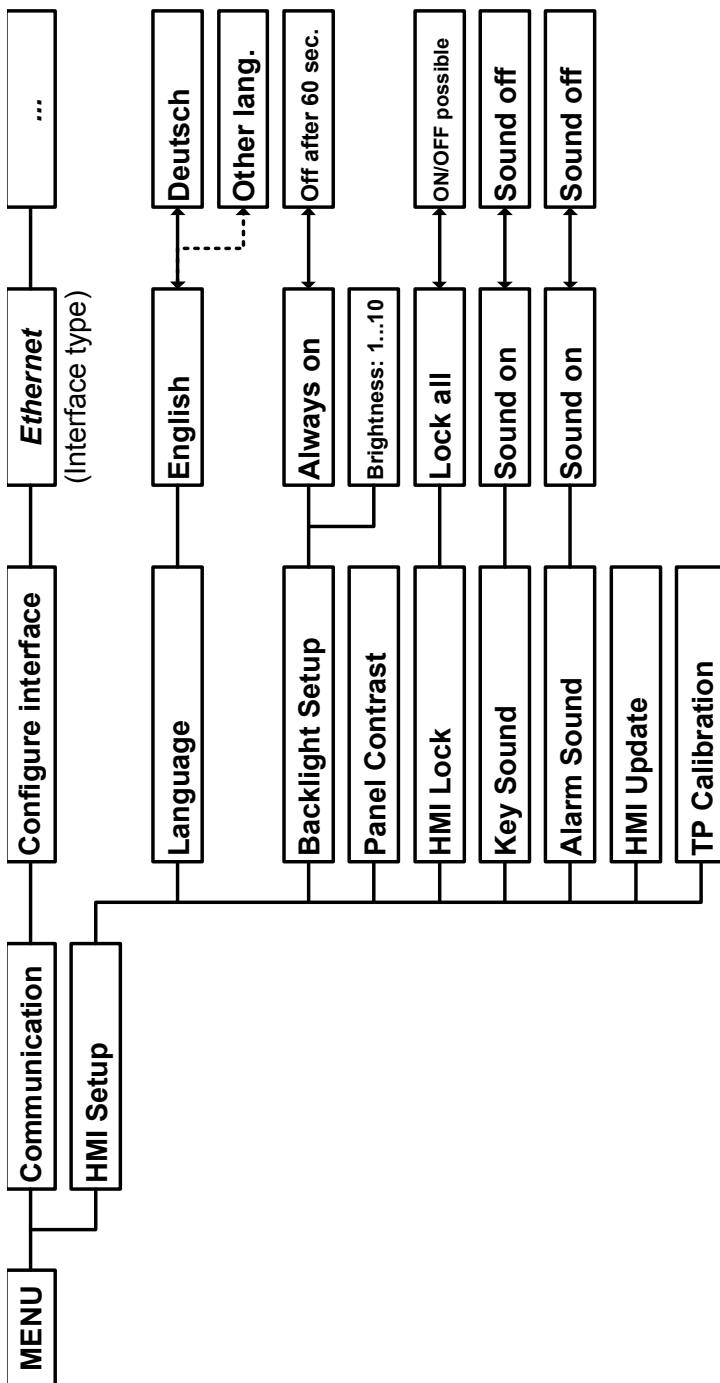 MENU
Communication
Configure interface
Ethernet
...
(Interface type)
HMI Setup
Language
English
Deutsch
Other lang.
Backlight Setup
Always on
Off after 60 sec.
Brightness: 1...10
Panel Contrast
HMI Lock
Lock all
ON/OFF possible
Key Sound
Sound on
Sound off
Alarm Sound
Sound on
Sound off
HMI Update
TP Calibration